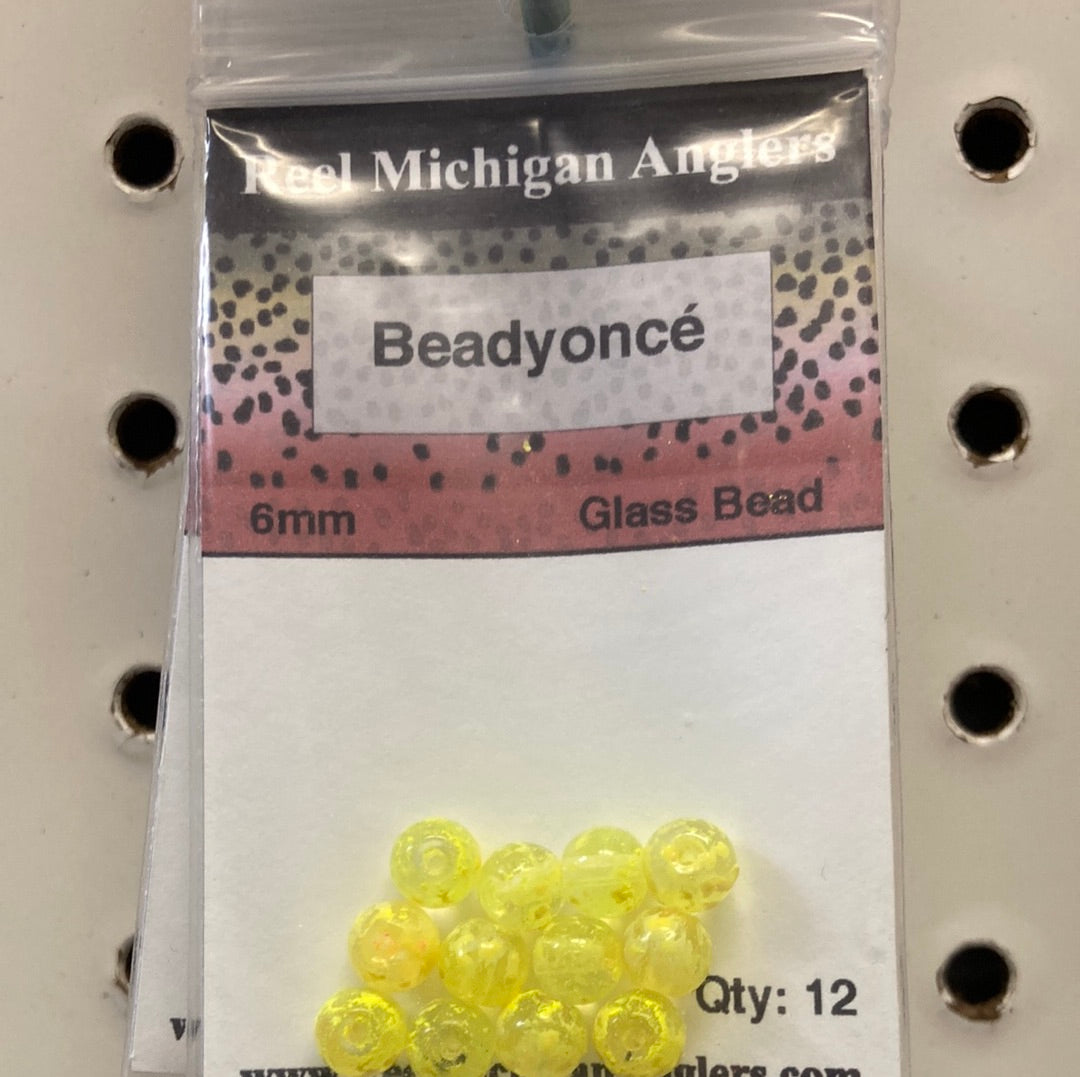 Reel Michigan Anglers
Beadyoncé
6mm Glass Bead
Qty: 12